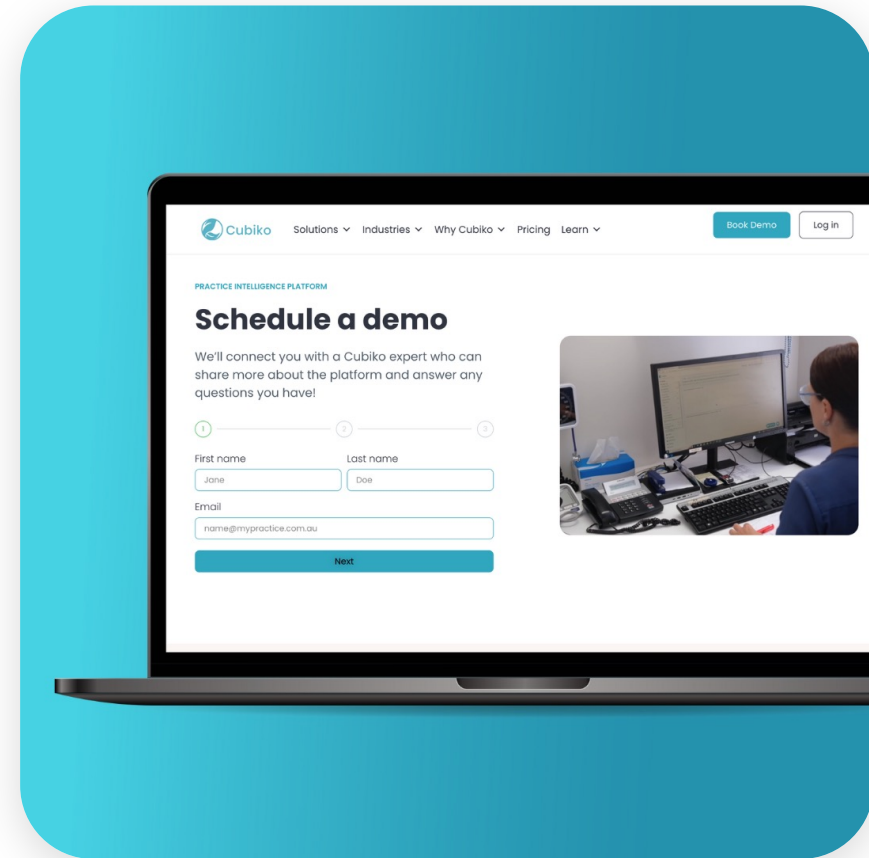 Cubiko Solutions Industries Why Cubiko Pricing Learn Book Demo Log in
PRACTICE INTELLIGENCE PLATFORM
Schedule a demo
We'll connect you with a Cubiko expert who can
share more about the platform and answer any
questions you have!
1 2 3
First name Last name
Jane Doe
Email
name@mypractice.com.au
Next